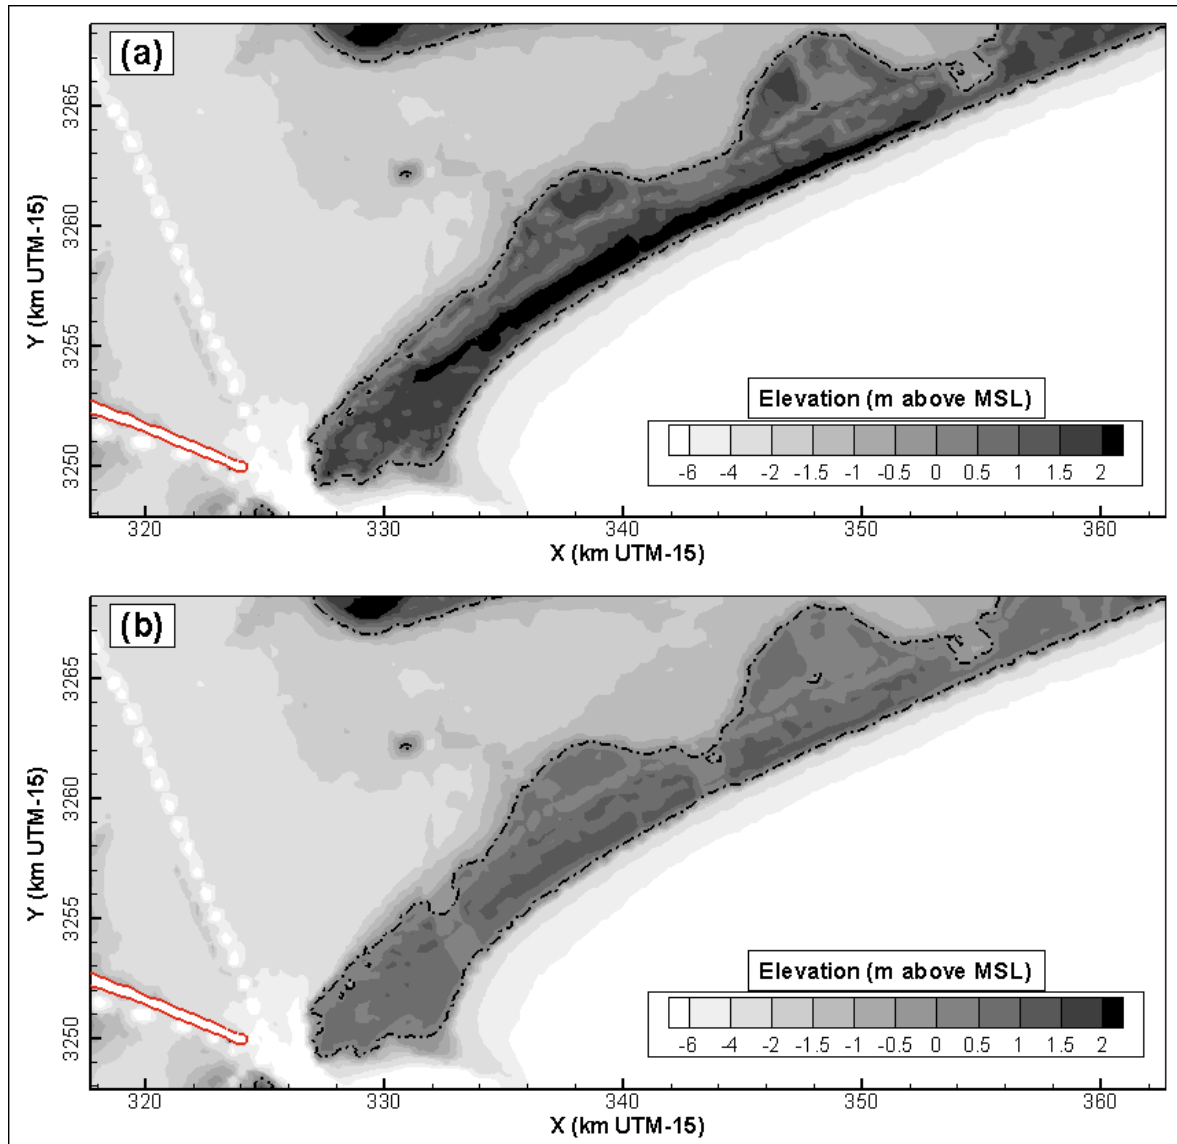 (a)
3265
3260
3255
3250
Y (km UTM-15)
Elevation (m above MSL)
-6 -4 -2 -1.5 -1 -0.5 0 0.5 1 1.5 2
320 330 340 350 360
X (km UTM-15)
(b)
3265
3260
3255
3250
Y (km UTM-15)
Elevation (m above MSL)
-6 -4 -2 -1.5 -1 -0.5 0 0.5 1 1.5 2
320 330 340 350 360
X (km UTM-15)